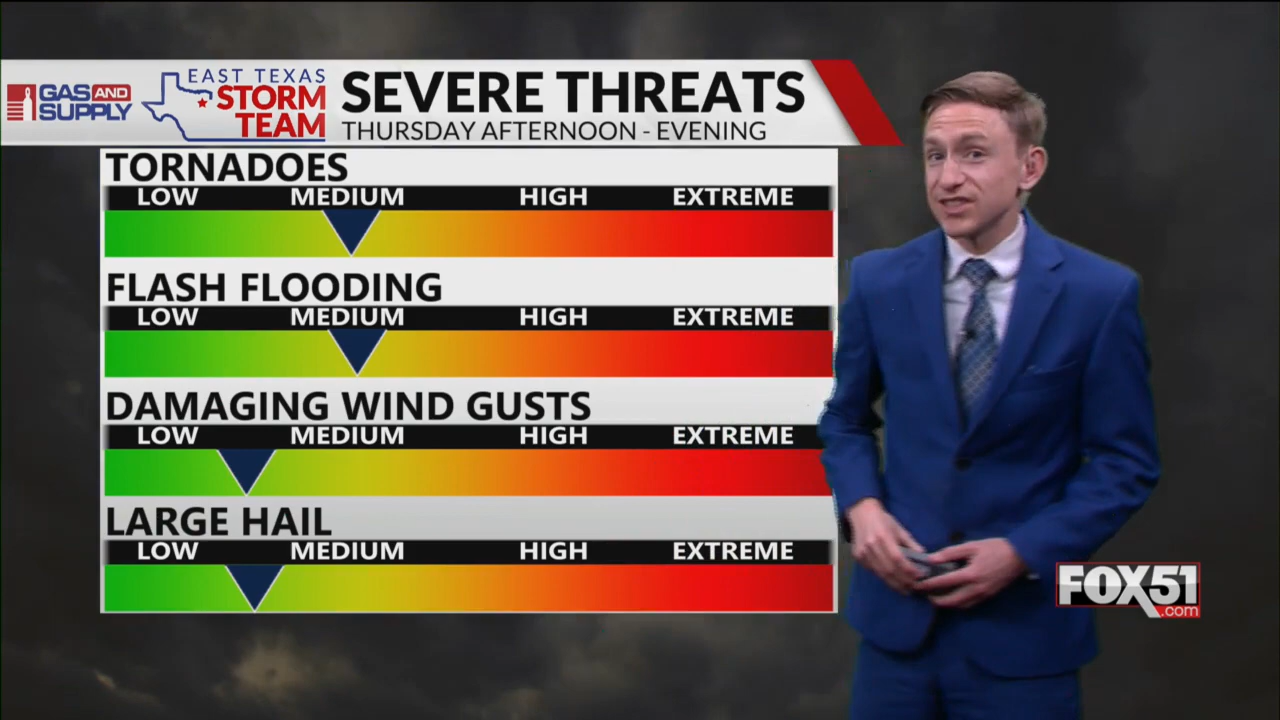 GAS AND
SUPPLY
EAST TEXAS
STORM
TEAM
SEVERE THREATS
THURSDAY AFTERNOON - EVENING
TORNADOES
LOW MEDIUM HIGH EXTREME
FLASH FLOODING
LOW MEDIUM HIGH EXTREME
DAMAGING WIND GUSTS
LOW MEDIUM HIGH EXTREME
LARGE HAIL
LOW MEDIUM HIGH EXTREME
FOX51
.com